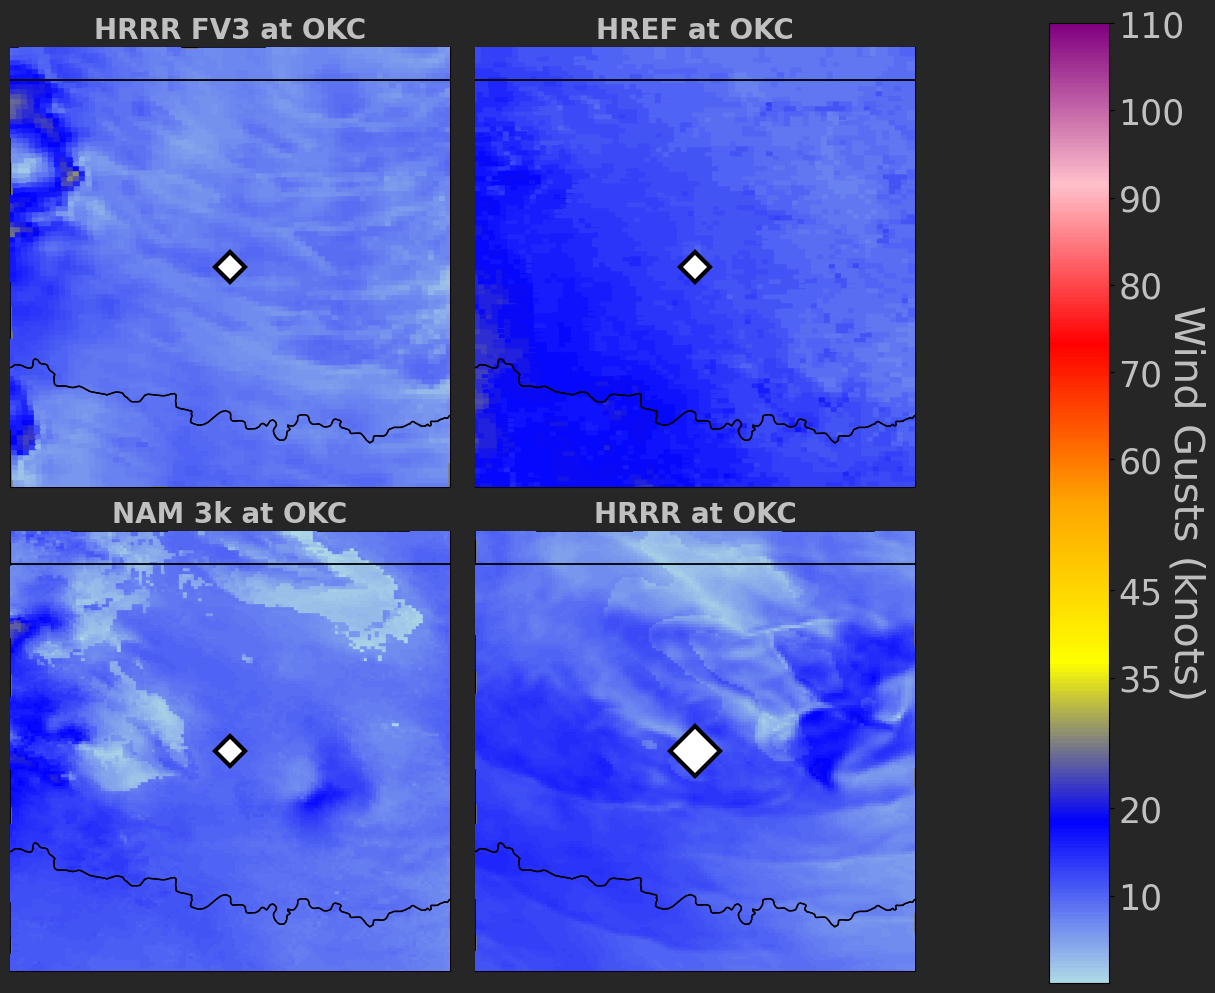 HRRR FV3 at OKC
HREF at OKC
NAM 3k at OKC
HRRR at OKC
110
100
90
80
70
60
45
35
20
10
Wind Gusts (knots)